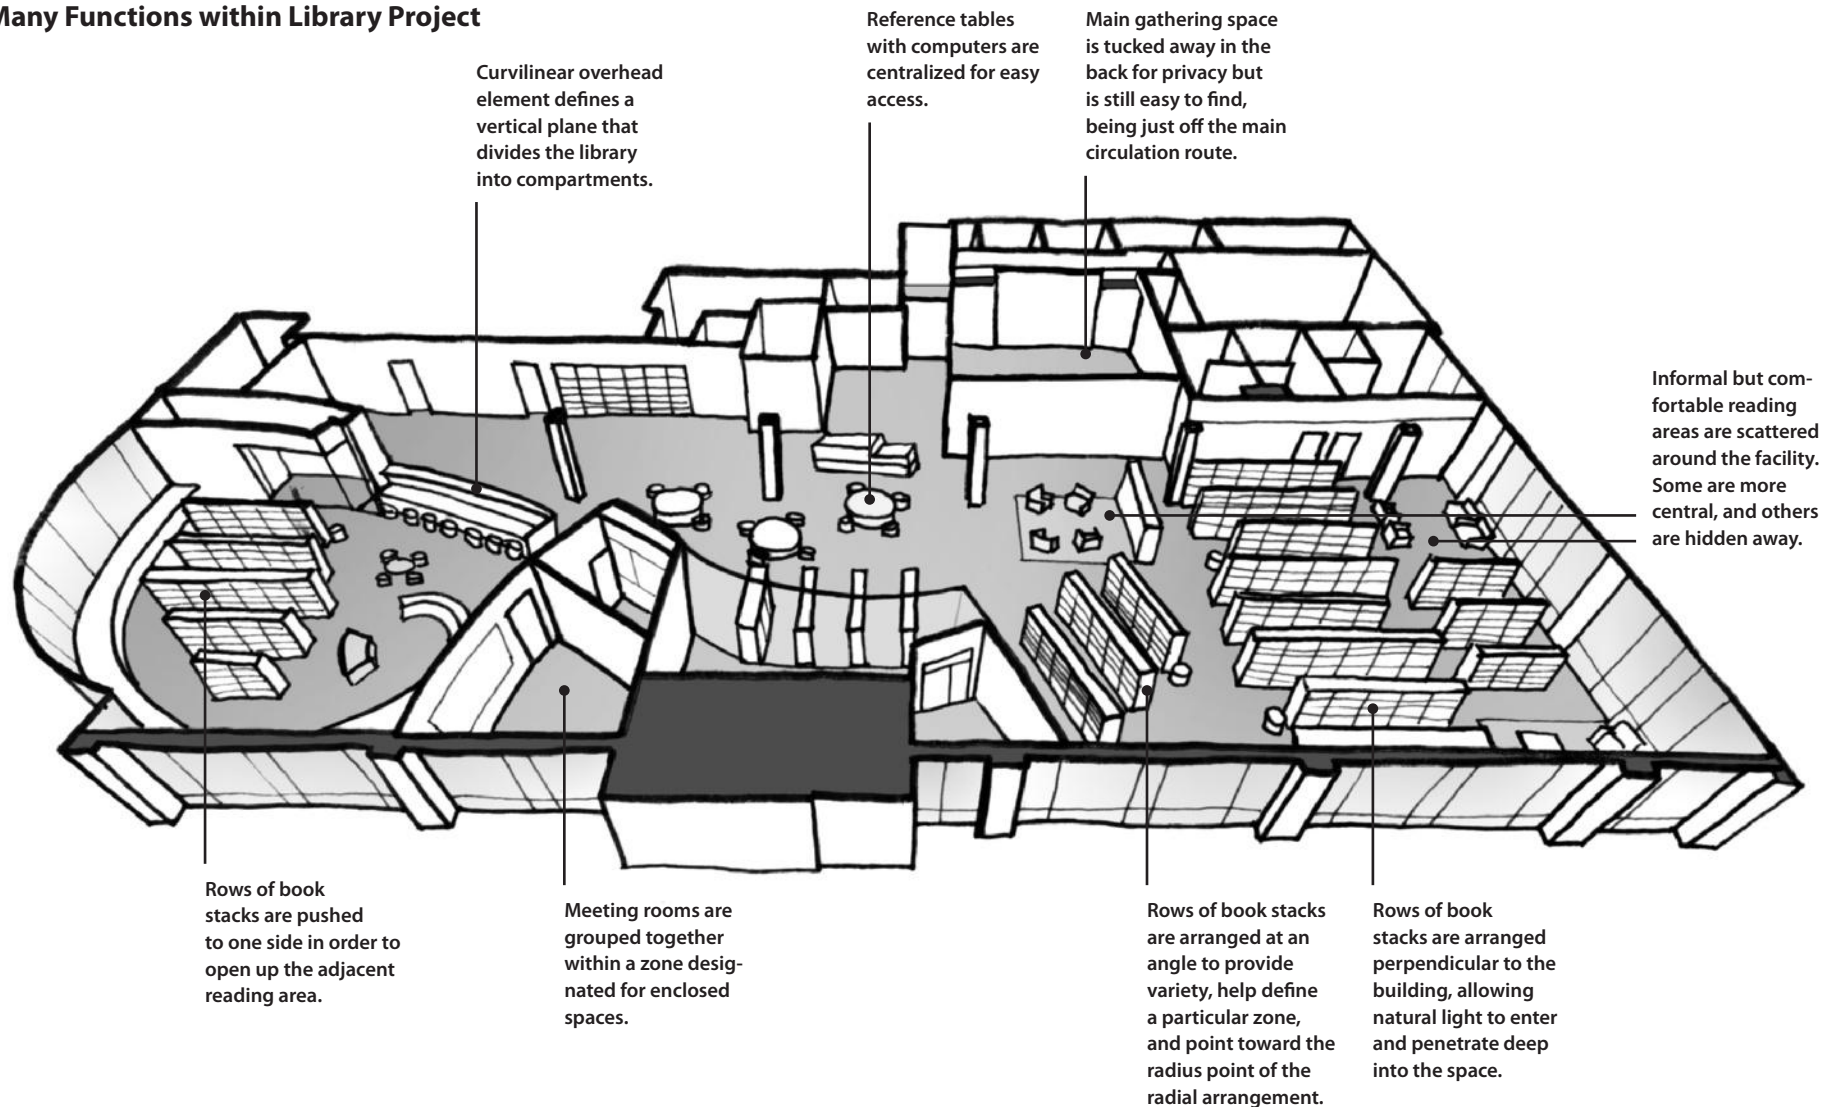 Many Functions within Library Project
Curvilinear overhead
element defines a
vertical plane that
divides the library
into compartments.
Reference tables
with computers are
centralized for easy
access.
Main gathering space
is tucked away in the
back for privacy but
is still easy to find,
being just off the main
circulation route.
Informal but com-
fortable reading
areas are scattered
around the facility.
Some are more
central, and others
are hidden away.
Rows of book
stacks are pushed
to one side in order to
open up the adjacent
reading area.
Meeting rooms are
grouped together
within a zone desig-
nated for enclosed
spaces.
Rows of book stacks
are arranged at an
angle to provide
variety, help define
a particular zone,
and point toward the
radius point of the
radial arrangement.
Rows of book
stacks are arranged
perpendicular to the
building, allowing
natural light to enter
and penetrate deep
into the space.